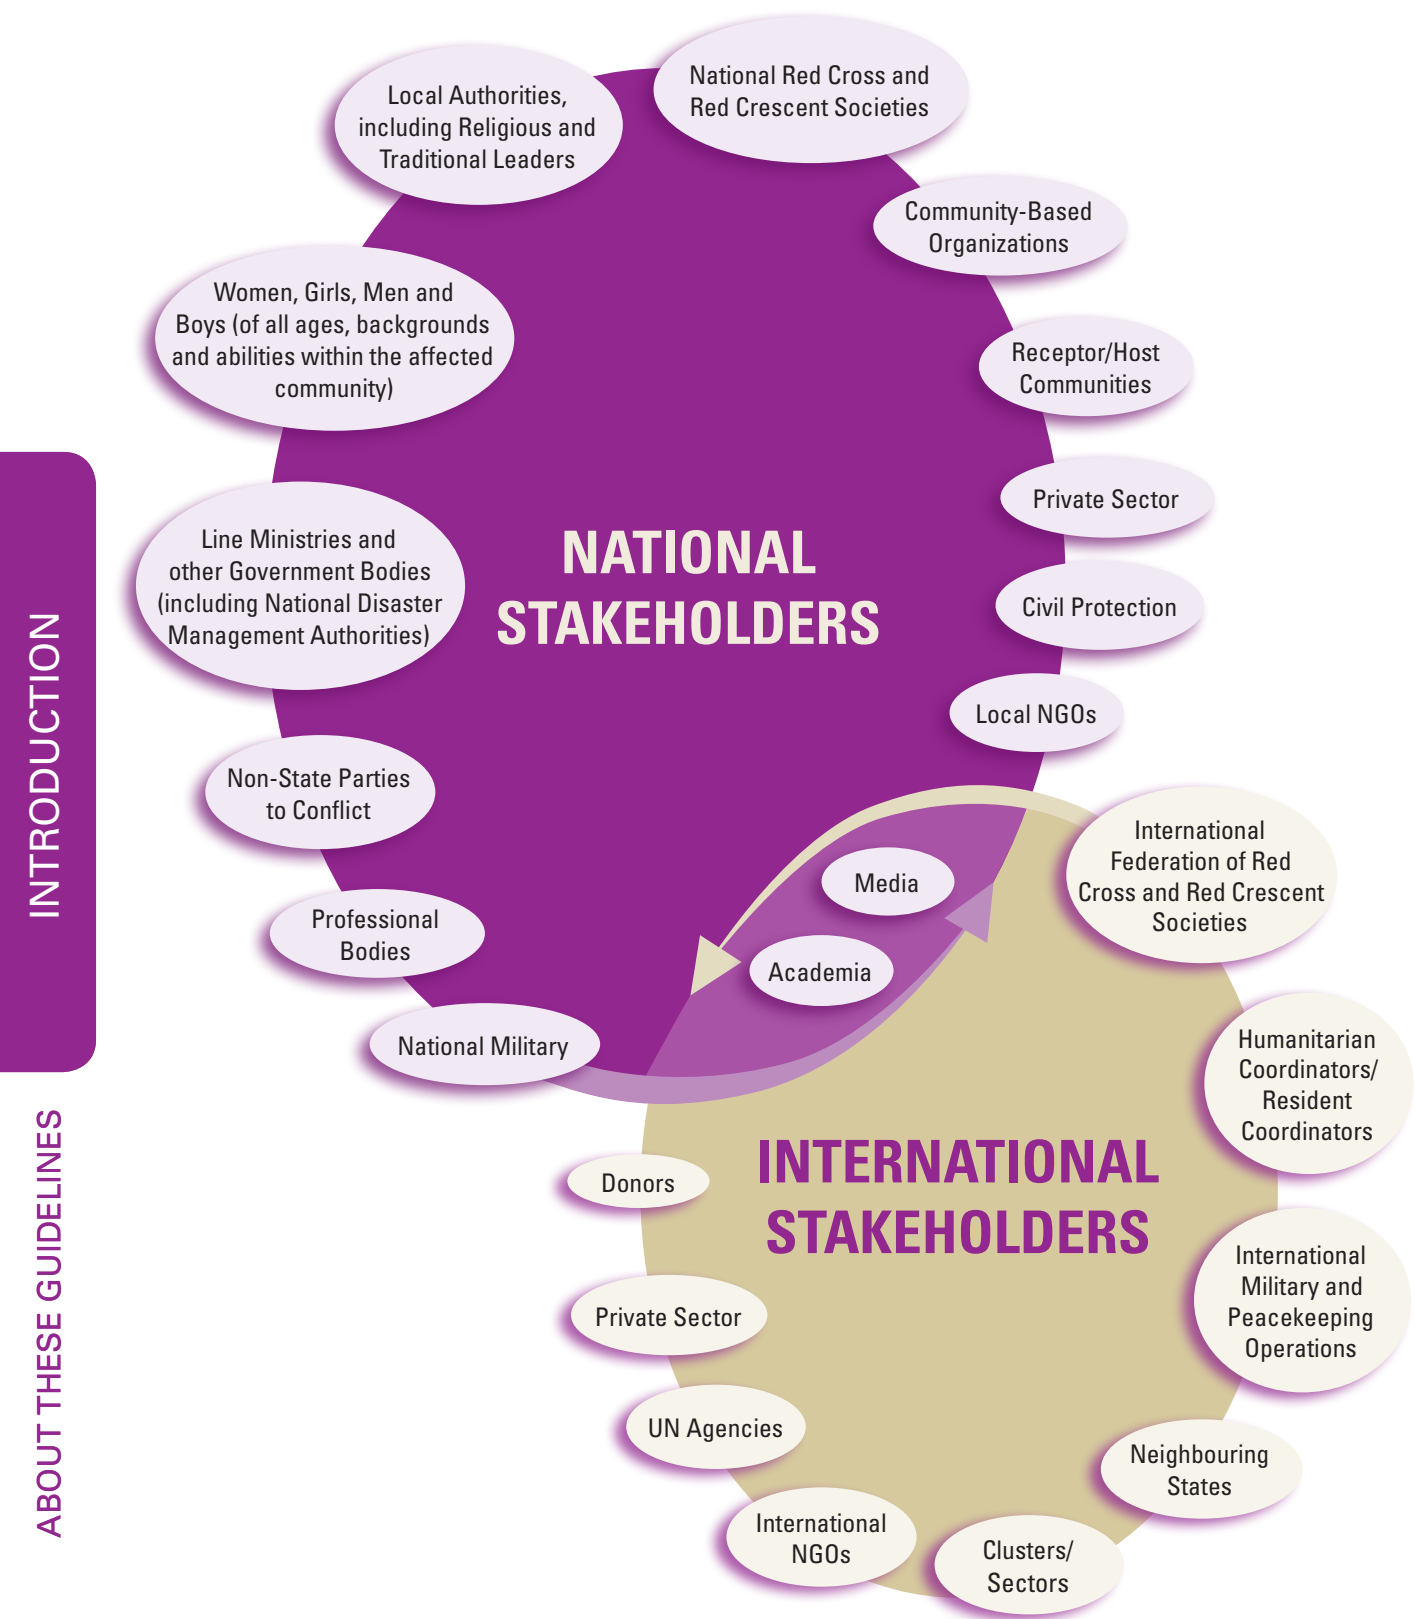 National Red Cross and
Red Crescent Societies
Local Authorities,
including Religious and
Traditional Leaders
Community-Based
Organizations
Women, Girls, Men and
Boys (of all ages, backgrounds
and abilities within the affected
community)
Receptor/Host
Communities
Private Sector
Line Ministries and
other Government Bodies
(including National Disaster
Management Authorities)
NATIONAL
STAKEHOLDERS
Civil Protection
Local NGOs
Non-State Parties
to Conflict
Media
Professional
Bodies
Academia
National Military
International
Federation of Red
Cross and Red Crescent
Societies
Humanitarian
Coordinators/
Resident
Coordinators
INTERNATIONAL
STAKEHOLDERS
Donors
International
Military and
Peacekeeping
Operations
Private Sector
UN Agencies
Neighbouring
States
International
NGOs
Clusters/
Sectors
INTRODUCTION
ABOUT THESE GUIDELINES